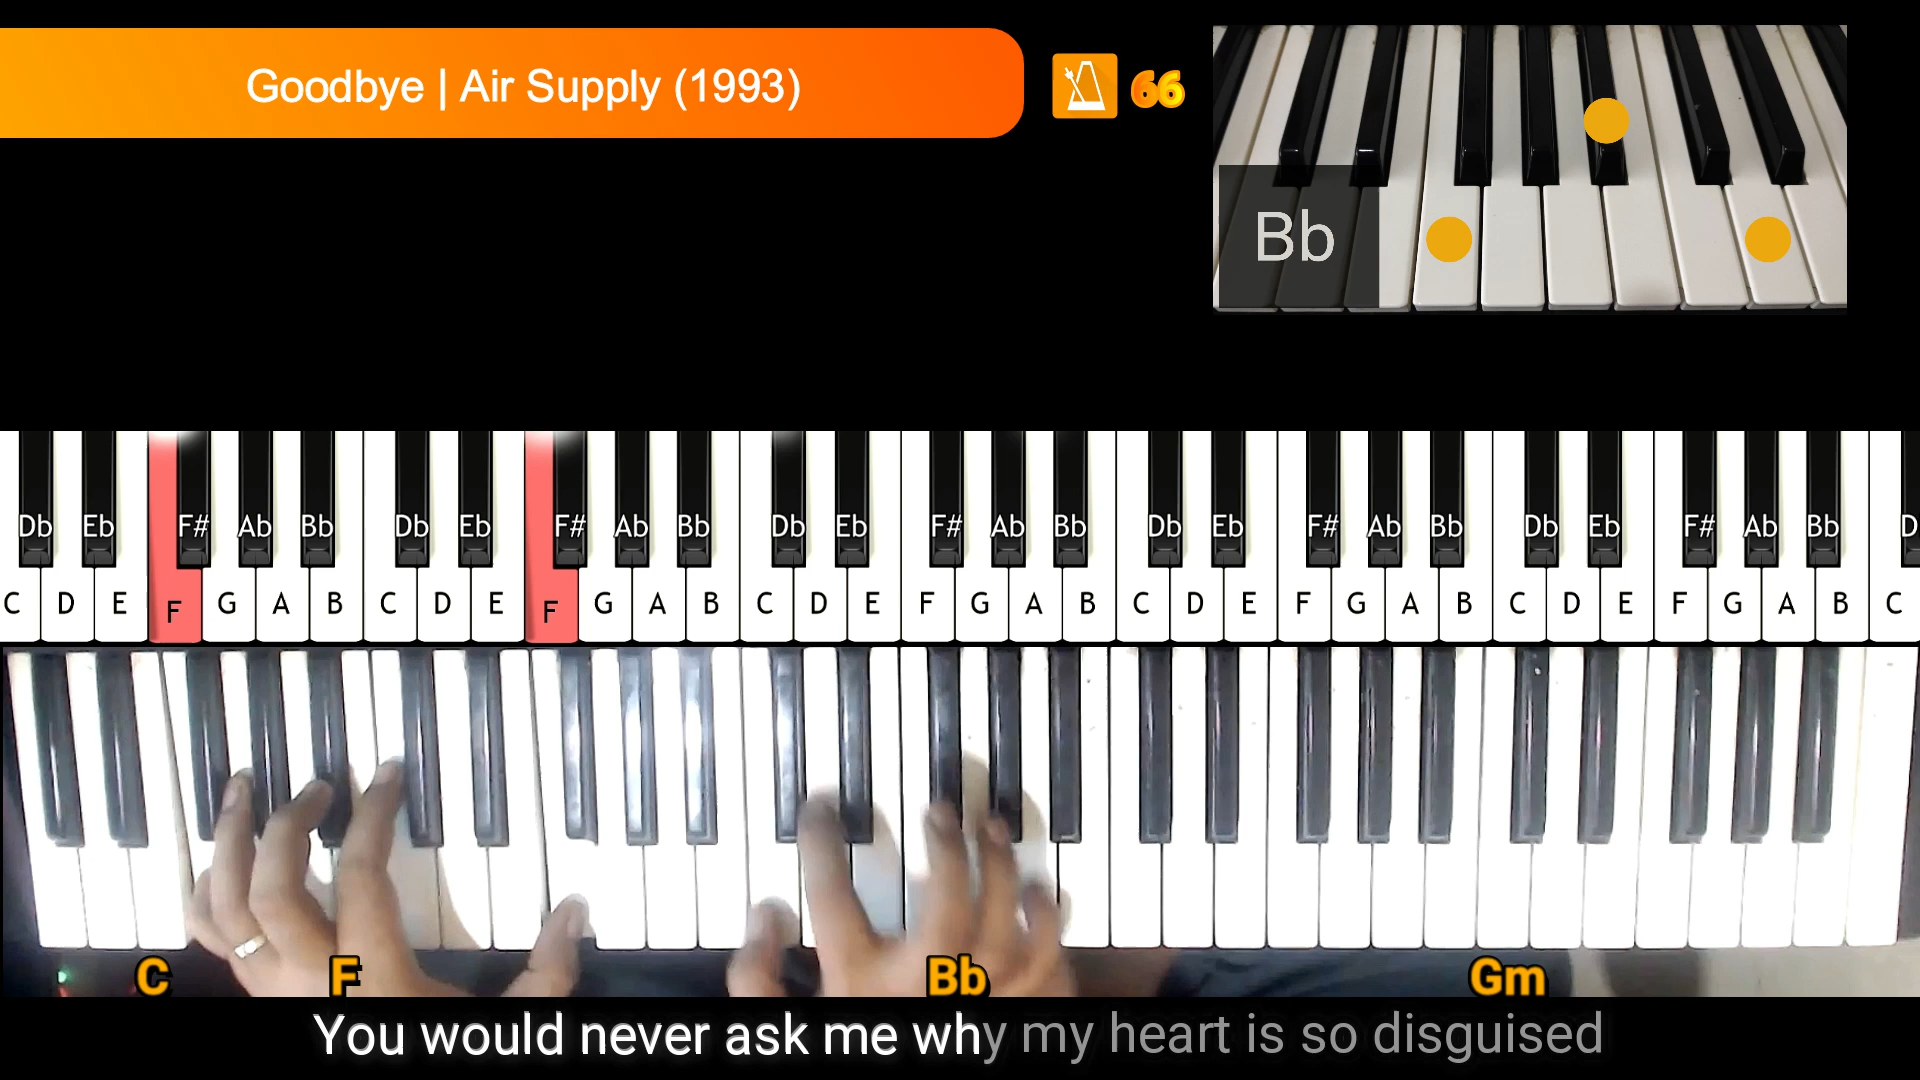 Goodbye | Air Supply (1993)
66
Bb
Db Eb F# Ab Bb Db Eb F# Ab Bb Db Eb F# Ab Bb Db Eb F# Ab Bb Db Eb F# Ab Bb D
C D E F G A B C D E F G A B C D E F G A B C D E F G A B C D E F G A B C
C F Bb Gm
You would never ask me why my heart is so disguised